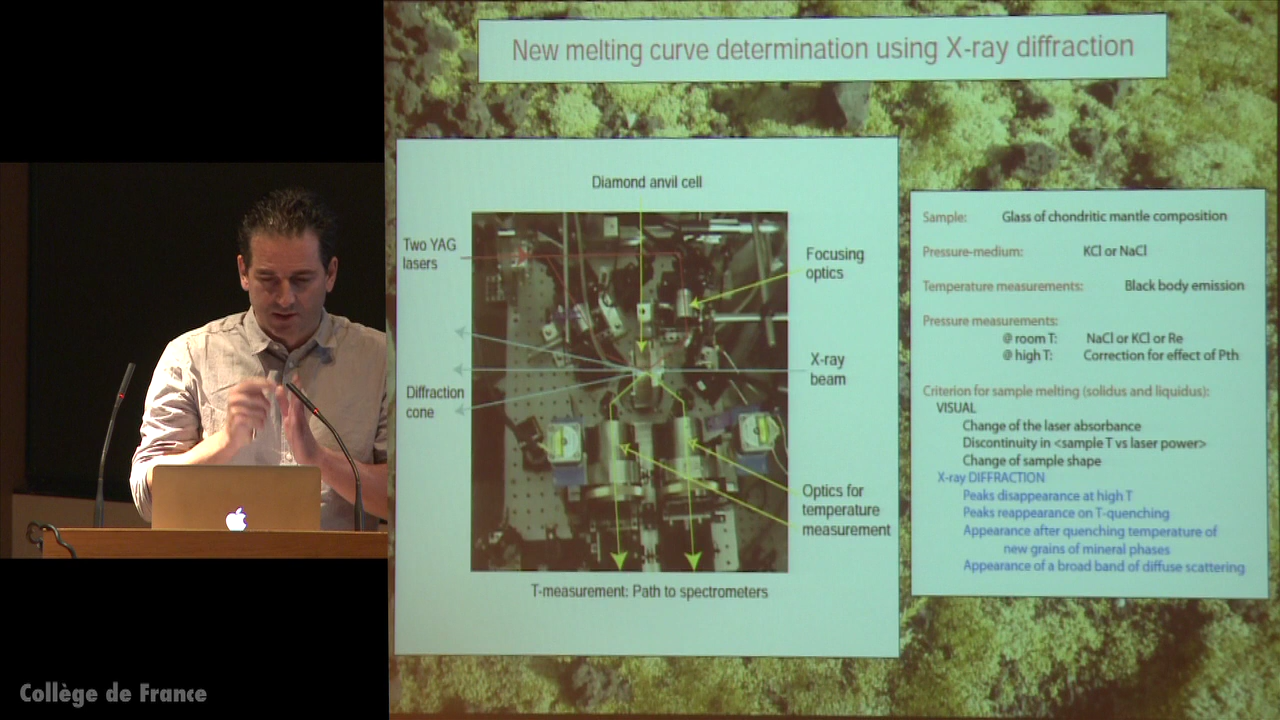 New melting curve determination using X-ray diffraction
Diamond anvil cell
Two YAG
lasers
Focusing
optics
X-ray
beam
Diffraction
cone
Optics for
temperature
measurement
T-measurement: Path to spectrometers
Sample: Glass of chondritic mantle composition
Pressure-medium: KCl or NaCl
Temperature measurements: Black body emission
Pressure measurements:
@ room T: NaCl or KCl or Re
@ high T: Correction for effect of Pth
Criterion for sample melting (solidus and liquidus):
VISUAL
Change of the laser absorbance
Discontinuity in <sample T vs laser power>
Change of sample shape
X-ray DIFFRACTION
Peaks disappearance at high T
Peaks reappearance on T-quenching
Appearance after quenching temperature of
new grains of mineral phases
Appearance of a broad band of diffuse scattering
Collège de France